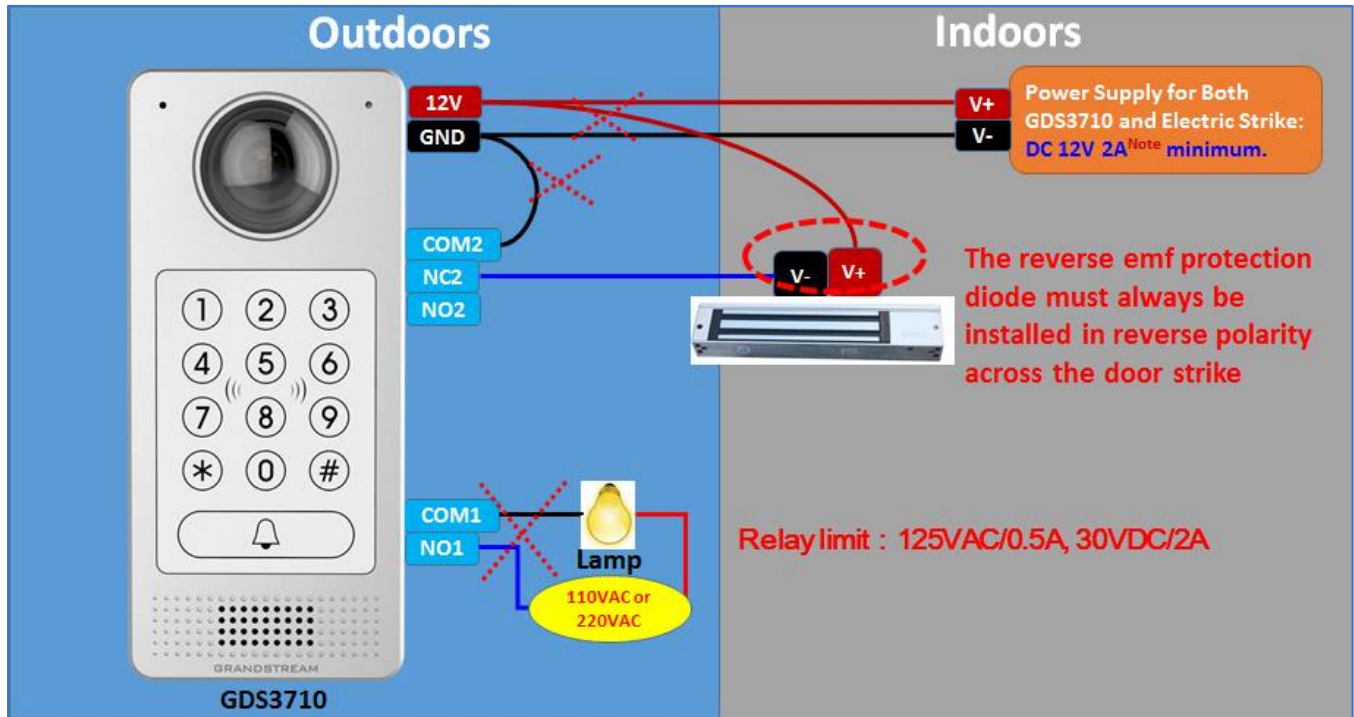 Outdoors
Indoors
12V
GND
V+
V-
Power Supply for Both
GDS3710 and Electric Strike:
DC 12V 2A^Note minimum.
COM2
NC2
NO2
V-
V+
The reverse emf protection
diode must always be
installed in reverse polarity
across the door strike
1 2 3
4 5 6
7 8 9
* 0 #
COM1
NO1
Lamp
110VAC or
220VAC
Relay limit : 125VAC/0.5A, 30VDC/2A
GRANDSTREAM
GDS3710